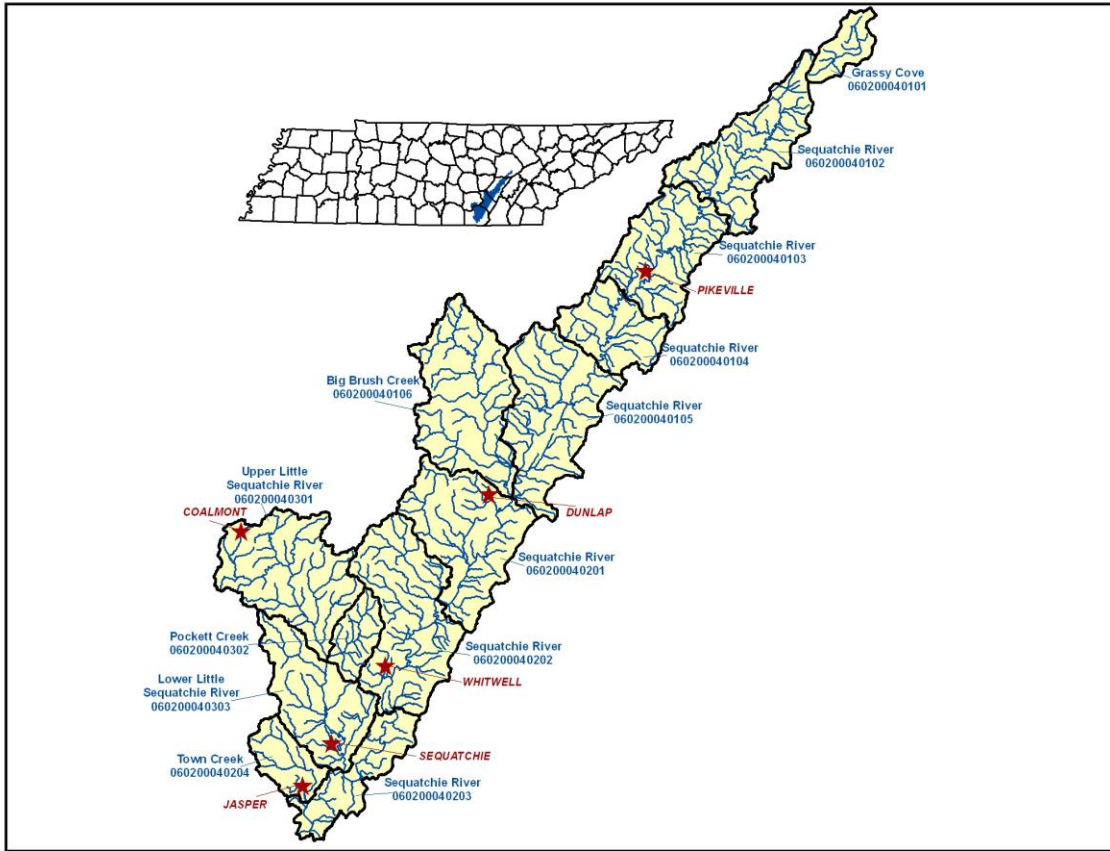 Grassy Cove
060200040101
Sequatchie River
060200040102
Sequatchie River
060200040103
PIKEVILLE
Sequatchie River
060200040104
Big Brush Creek
060200040106
Sequatchie River
060200040105
Upper Little
Sequatchie River
060200040301
COALMONT
DUNLAP
Sequatchie River
060200040201
Pockett Creek
060200040302
Sequatchie River
060200040202
WHITWELL
Lower Little
Sequatchie River
060200040303
SEQUATCHIE
Town Creek
060200040204
JASPER
Sequatchie River
060200040203